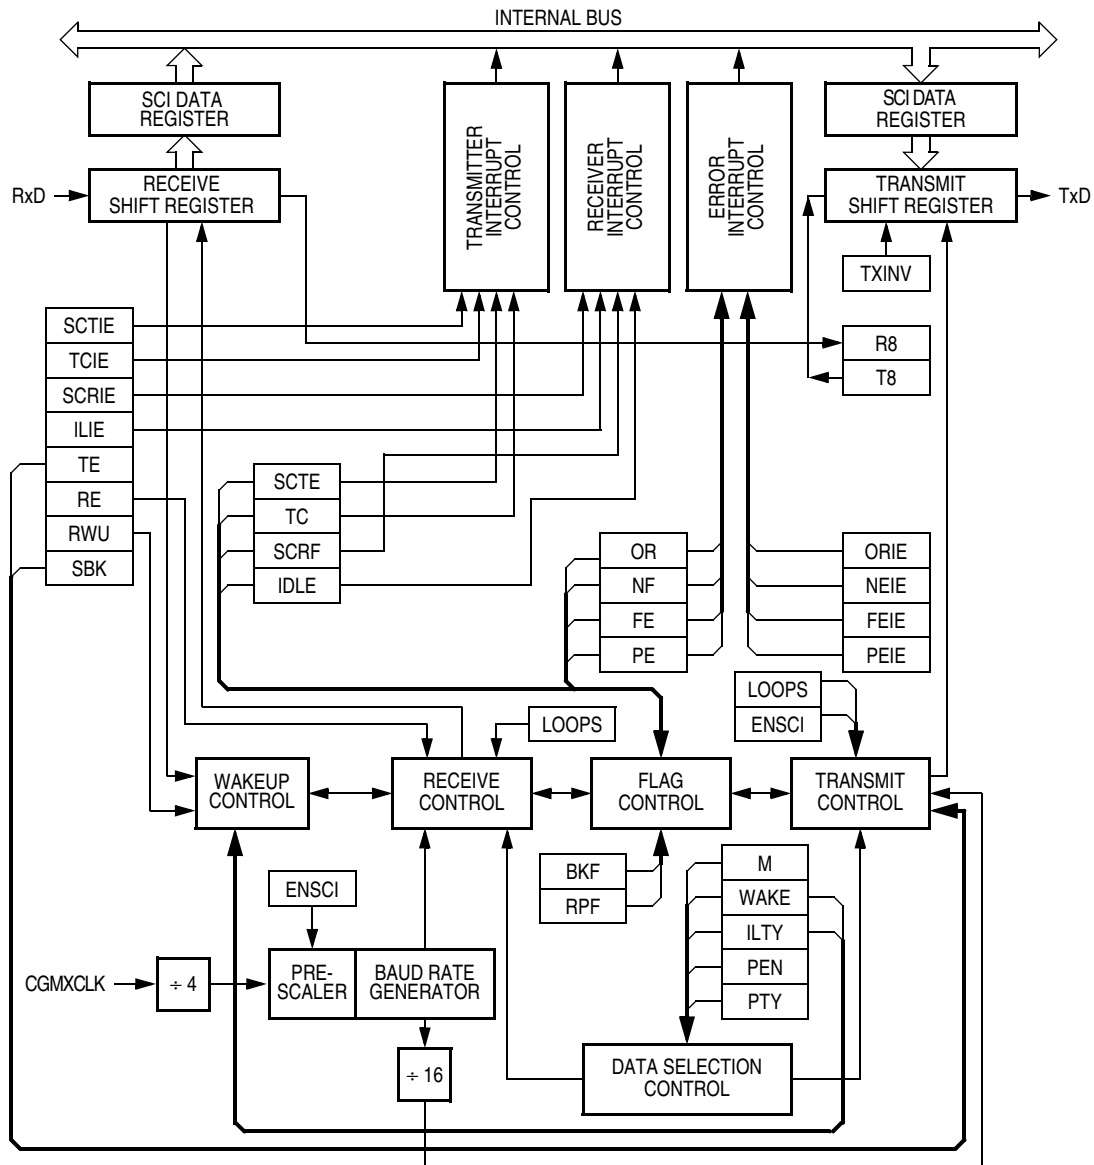 INTERNAL BUS
SCI DATA
REGISTER
SCI DATA
REGISTER
TRANSMITTER
INTERRUPT
CONTROL
RECEIVER
INTERRUPT
CONTROL
ERROR
INTERRUPT
CONTROL
RxD
RECEIVE
SHIFT REGISTER
TRANSMIT
SHIFT REGISTER
TxD
TXINV
SCTIE
TCIE
SCRIE
ILIE
TE
RE
RWU
SBK
R8
T8
SCTE
TC
SCRF
IDLE
OR
NF
FE
PE
ORIE
NEIE
FEIE
PEIE
LOOPS
ENSCI
LOOPS
WAKEUP
CONTROL
RECEIVE
CONTROL
FLAG
CONTROL
TRANSMIT
CONTROL
BKF
RPF
M
WAKE
ILTY
PEN
PTY
ENSCI
CGMXCLK
÷ 4
PRE-
SCALER
BAUD RATE
GENERATOR
÷ 16
DATA SELECTION
CONTROL